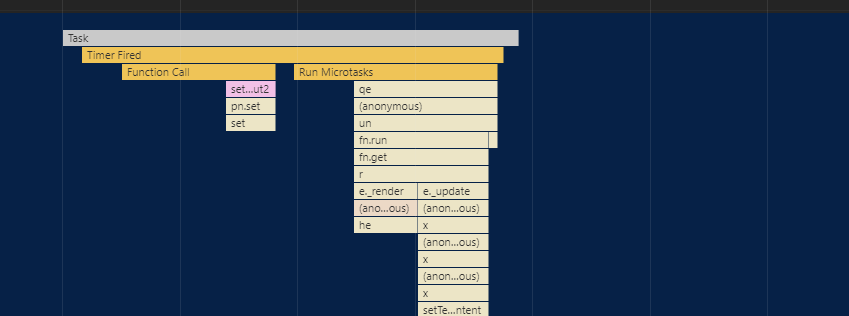 Task
Timer Fired
Function Call Run Microtasks
set...ut2 qe
pn.set (anonymous)
set un
fn.run
fn.get
r
e._render e._update
(ano...ous) (anon...ous)
he x
(anon...ous)
x
(anon...ous)
x
setTe...ntent